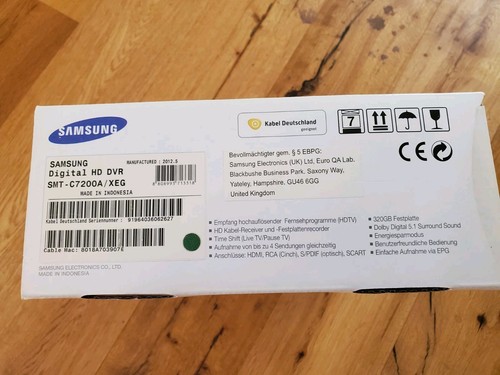 SAMSUNG
Kabel Deutschland
geeignet
7
SAMSUNG
MANUFACTURED : 2012.5
Digital HD DVR
SMT-C7200A/XEG
MADE IN INDONESIA
Kabel Deutschland Seriennummer : 91964036062627
Cable Mac: 8018A703907E
SAMSUNG ELECTRONICS CO., LTD.
MADE IN INDONESIA
Bevollmächtigter gem. § 5 EBPG:
Samsung Electronics (UK) Ltd, Euro QA Lab.
Blackbushe Business Park, Saxony Way,
Yateley, Hampshire, GU46 6GG
United Kingdom
CE
▪ Empfang hochauflösender Fernsehprogramme (HDTV)
▪ HD Kabel-Receiver und -Festplattenrecorder
▪ Time Shift (Live TV/Pause TV)
▪ Aufnahme von bis zu 4 Sendungen gleichzeitig
▪ Anschlüsse: HDMI, RCA (Cinch), S/PDIF (optisch), SCART
▪ 320GB Festplatte
▪ Dolby Digital 5.1 Surround Sound
▪ Energiesparmodus
▪ Benutzerfreundliche Bedienung
▪ Einfache Aufnahme via EPG